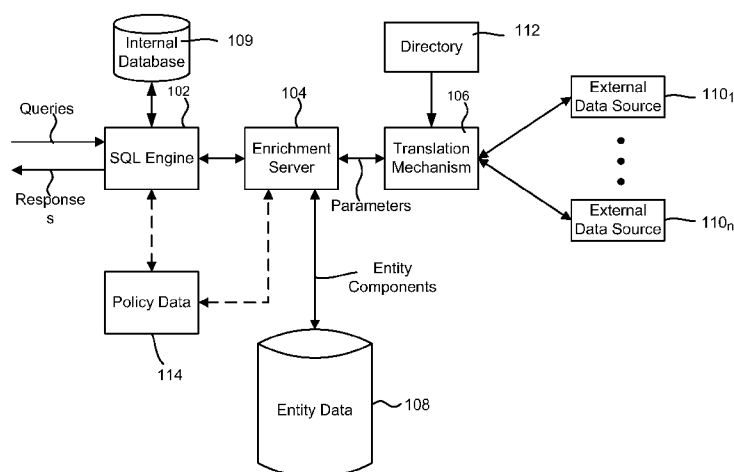 109
Internal
Database
112
Directory
Queries
102
SQL Engine
104
Enrichment
Server
106
Translation
Mechanism
External
Data Source
110₁
External
Data Source
110ₙ
Response
s
Parameters
Policy Data
114
Entity
Components
Entity Data
108